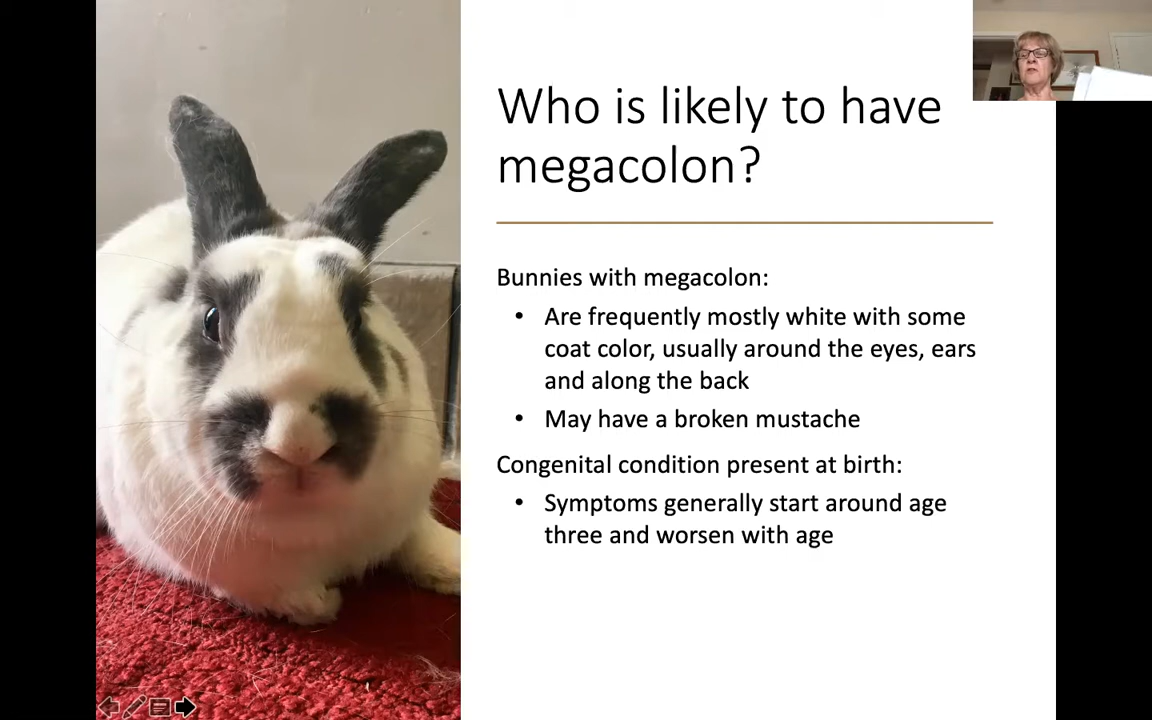 Who is likely to have
megacolon?
Bunnies with megacolon:
• Are frequently mostly white with some
coat color, usually around the eyes, ears
and along the back
• May have a broken mustache
Congenital condition present at birth:
• Symptoms generally start around age
three and worsen with age